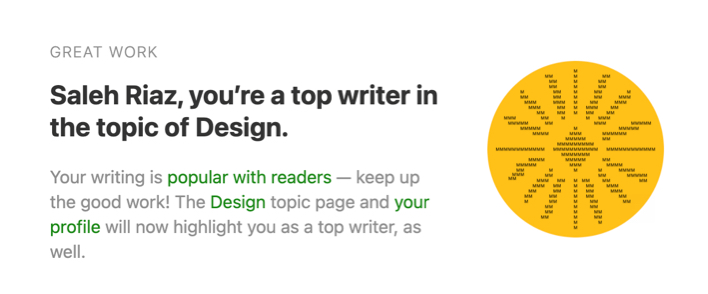 GREAT WORK
Saleh Riaz, you’re a top writer in
the topic of Design.
Your writing is popular with readers — keep up
the good work! The Design topic page and your
profile will now highlight you as a top writer, as
well.